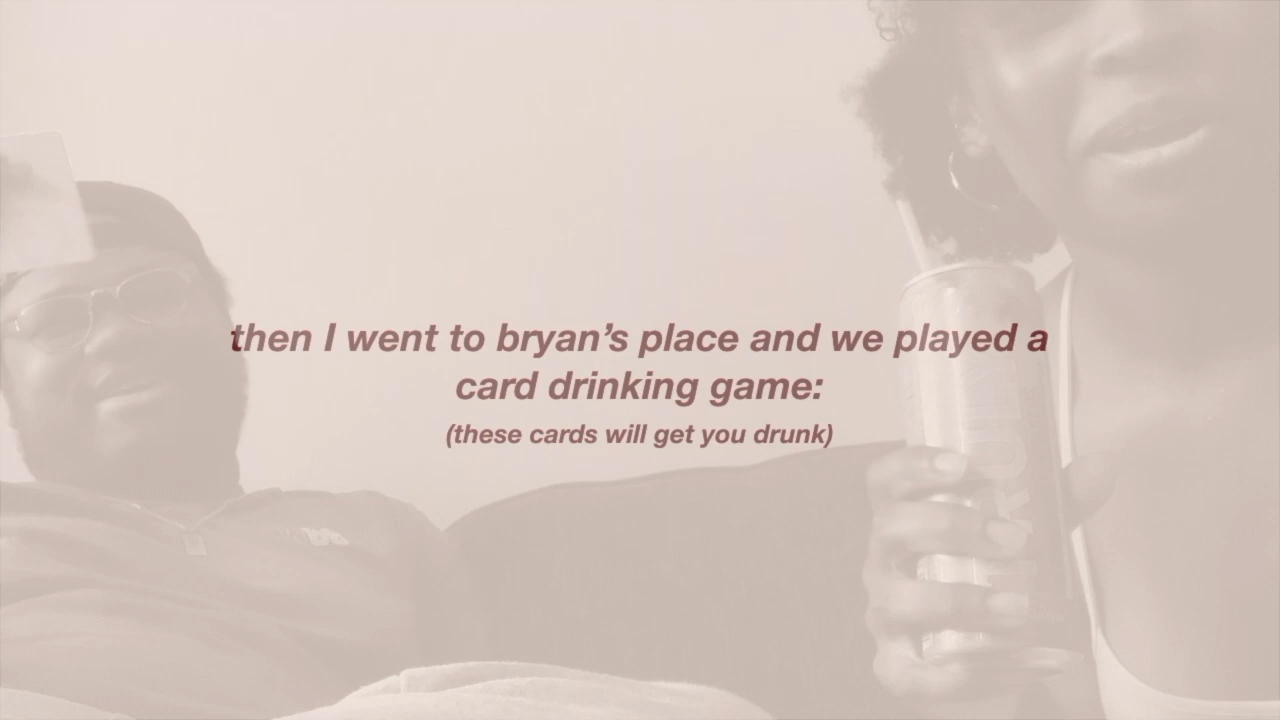 then I went to bryan’s place and we played a
card drinking game:
(these cards will get you drunk)